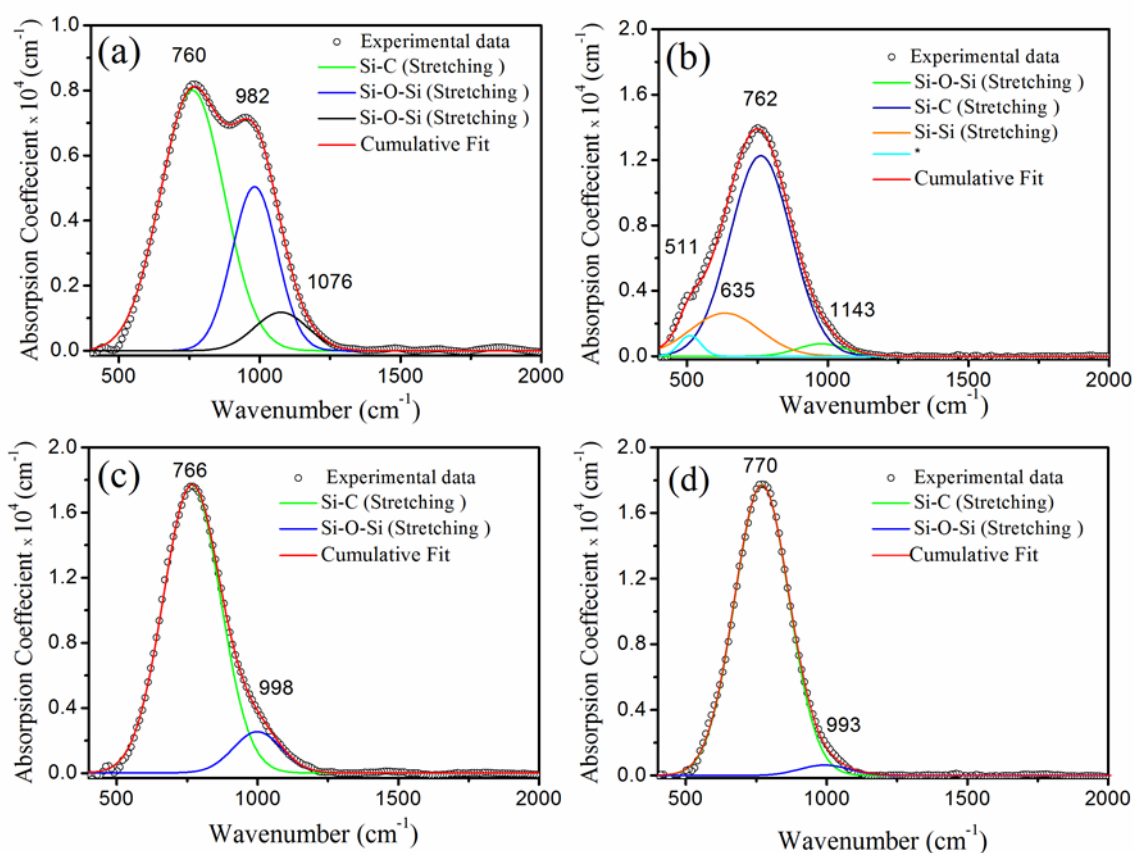 (a)
760
982
1076
Experimental data
Si-C (Stretching )
Si-O-Si (Stretching )
Si-O-Si (Stretching )
Cumulative Fit
Absorpsion Coeffecient x 10⁴ (cm⁻¹)
1.0
0.8
0.6
0.4
0.2
0.0
500 1000 1500 2000
Wavenumber (cm⁻¹)
(b)
762
511
635
1143
Experimental data
Si-O-Si (Stretching )
Si-C (Stretching )
Si-Si (Stretching)
*
Cumulative Fit
Absorpsion Coeffecient x 10⁴ (cm⁻¹)
2.0
1.6
1.2
0.8
0.4
0.0
500 1000 1500 2000
Wavenumber (cm⁻¹)
(c)
766
998
Experimental data
Si-C (Stretching )
Si-O-Si (Stretching )
Cumulative Fit
Absorpsion Coeffecient x 10⁴ (cm⁻¹)
2.0
1.6
1.2
0.8
0.4
0.0
500 1000 1500 2000
Wavenumber (cm⁻¹)
(d)
770
993
Experimental data
Si-C (Stretching)
Si-O-Si (Stretching )
Cumulative Fit
Absorpsion Coeffecient x 10⁴ (cm⁻¹)
2.0
1.6
1.2
0.8
0.4
0.0
500 1000 1500 2000
Wavenumber (cm⁻¹)